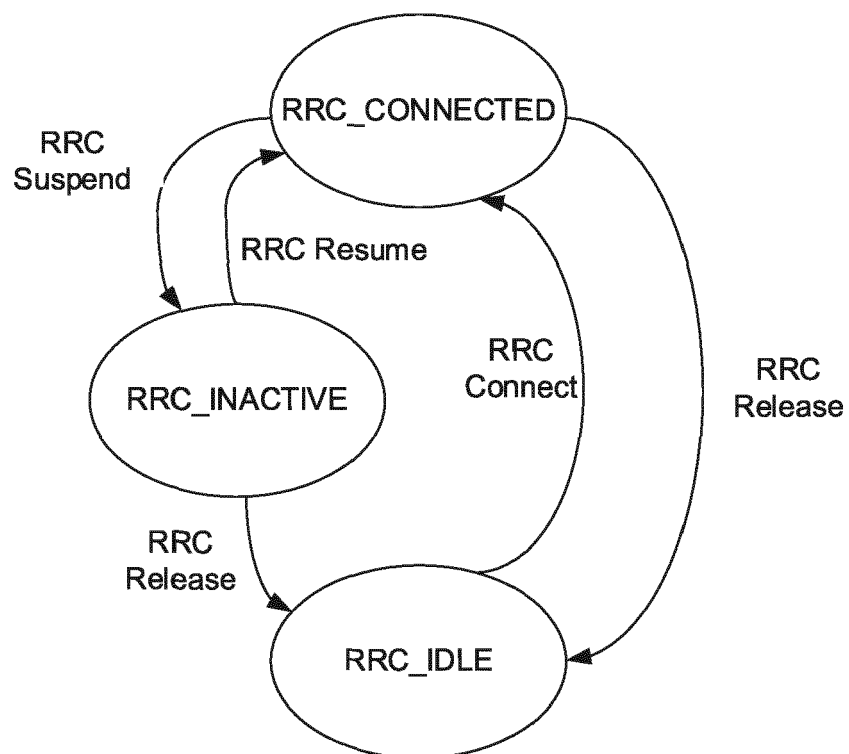 RRC_CONNECTED
RRC
Suspend
RRC Resume
RRC
Connect
RRC
Release
RRC_INACTIVE
RRC
Release
RRC_IDLE